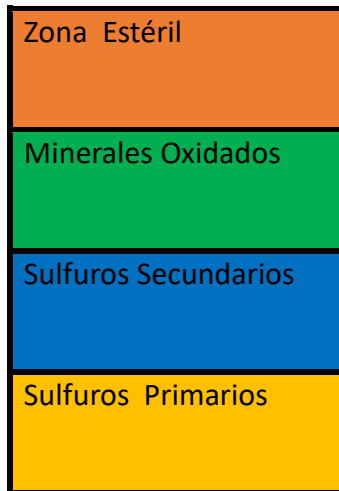 Zona  Estéril
Minerales Oxidados
Sulfuros Secundarios
Sulfuros  Primarios